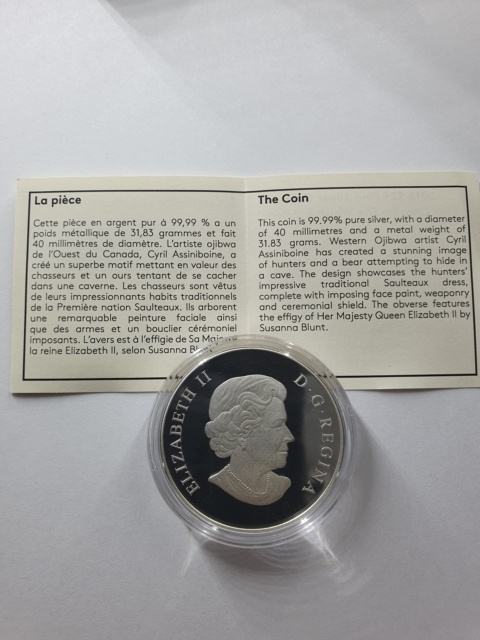 La pièce
Cette pièce en argent pur à 99,99 % a un
poids métallique de 31,83 grammes et fait
40 millimètres de diamètre. L'artiste ojibwa
de l'Ouest du Canada, Cyril Assiniboine, a
créé un superbe motif mettant en valeur des
chasseurs et un ours tentant de se cacher
dans une caverne. Les chasseurs sont vêtus
de leurs impressionnants habits traditionnels
de la Première nation Saulteaux. Ils arborent
une remarquable peinture faciale ainsi
que des armes et un bouclier cérémoniel
imposants. L'avers est à l'effigie de Sa
la reine Elizabeth II, selon Susanna
The Coin
This coin is 99.99% pure silver, with a diameter
of 40 millimetres and a metal weight of
31.83 grams. Western Ojibwa artist Cyril
Assiniboine has created a stunning image
of hunters and a bear attempting to hide in
a cave. The design showcases the hunters'
impressive traditional Saulteaux dress,
complete with imposing face paint, weaponry
and ceremonial shield. The obverse features
the effigy of Her Majesty Queen Elizabeth II by
Susanna Blunt.
ELIZABETH II
D·G·REGINA